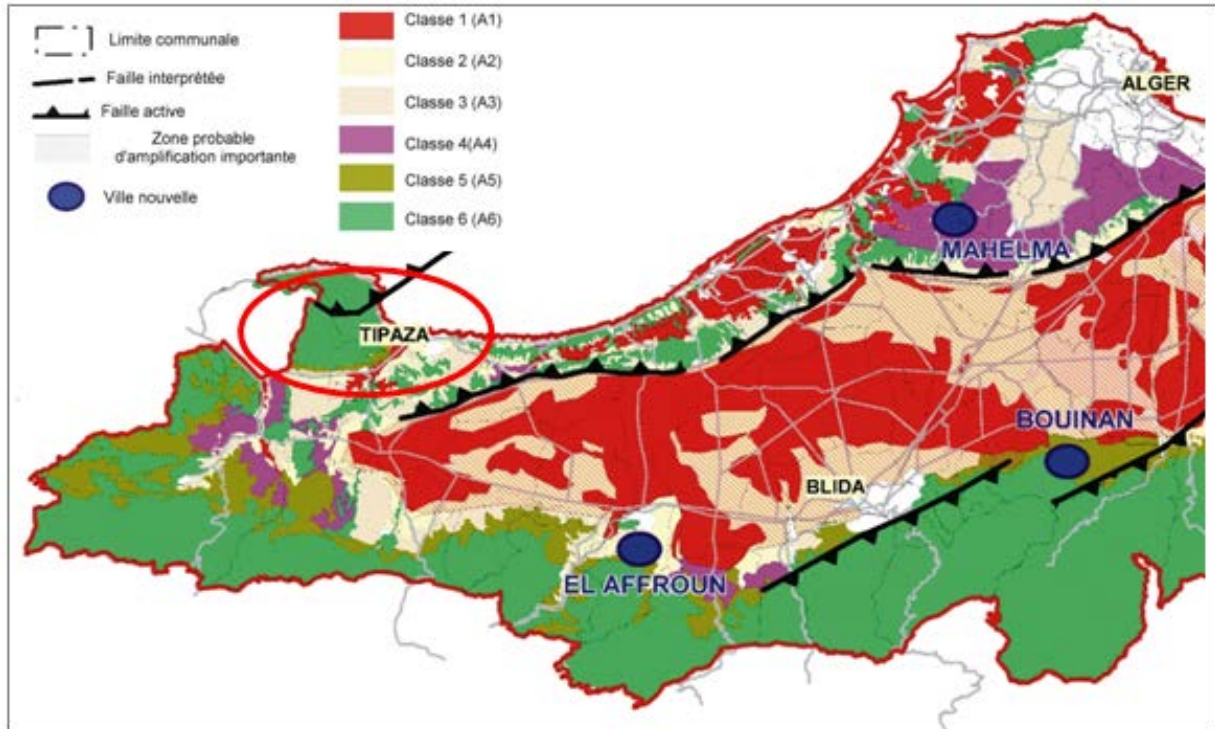 Limite communale
Faille interprétée
Faille active
Zone probable
d'amplification importante
Ville nouvelle
Classe 1 (A1)
Classe 2 (A2)
Classe 3 (A3)
Classe 4(A4)
Classe 5 (A5)
Classe 6 (A6)
ALGER
MAHELMA
TIPAZA
BOUINAN
BLIDA
EL AFFROUN